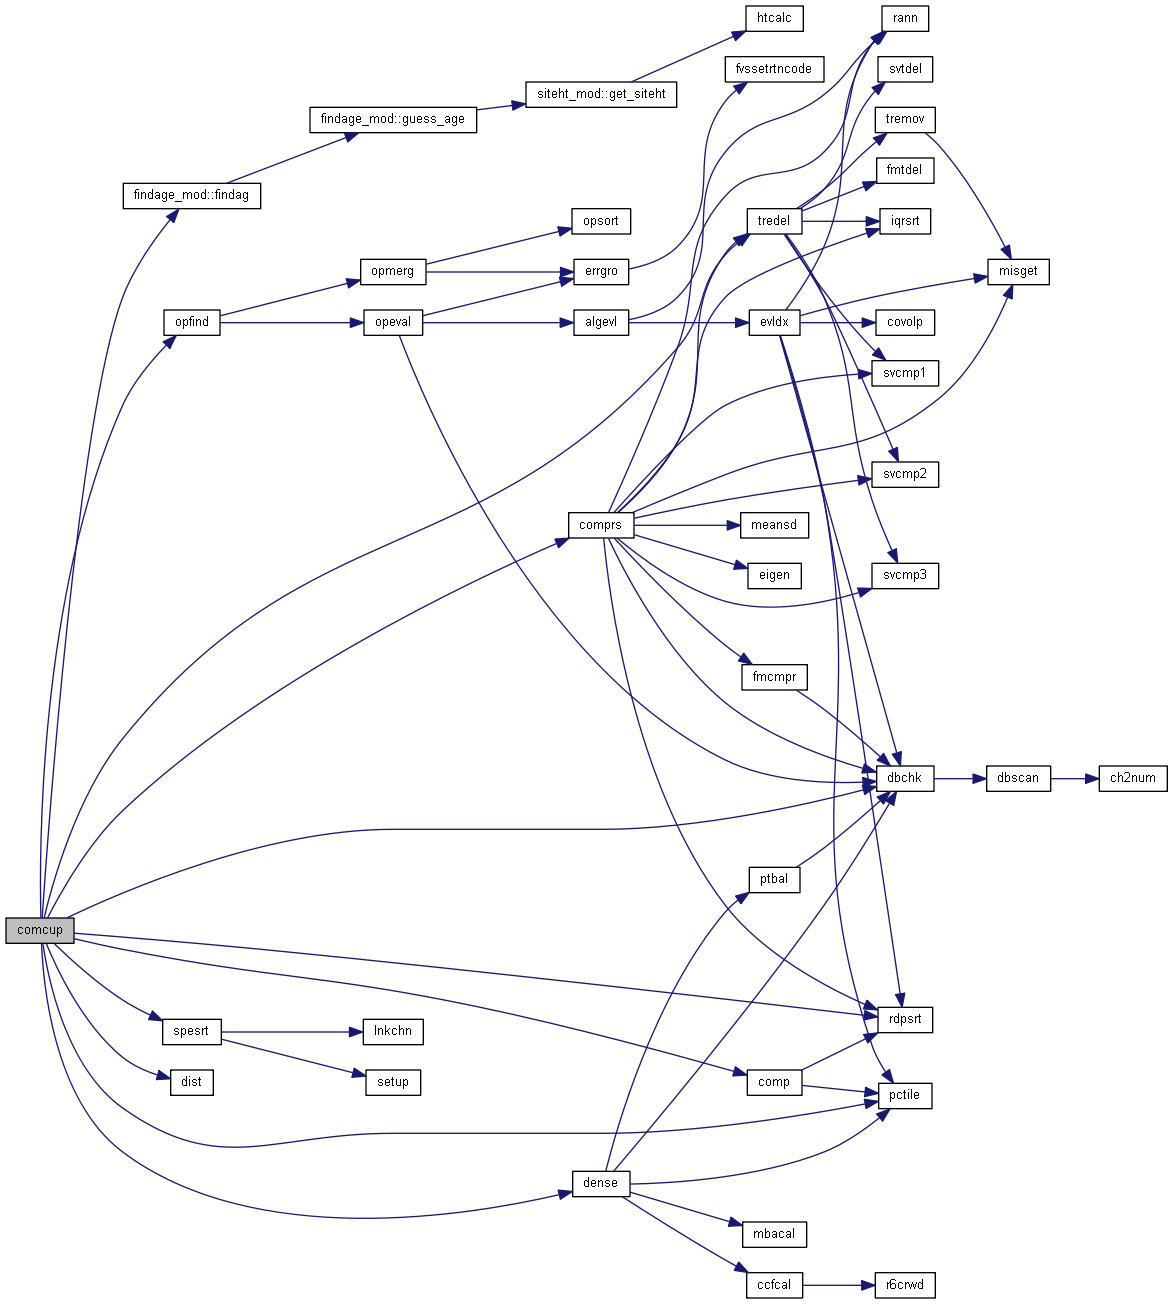 htcalc
rann
fvssetrtncode
svtdel
siteht_mod::get_siteht
findage_mod::guess_age
tremov
fmtdel
findage_mod::findag
opsort
tredel
iqrsrt
opmerg
errgro
misget
opfind
opeval
algevl
evldx
covolp
svcmp1
svcmp2
comprs
meansd
eigen
svcmp3
fmcmpr
dbchk
dbscan
ch2num
ptbal
comcup
rdpsrt
spesrt
lnkchn
dist
setup
comp
pctile
dense
mbacal
ccfcal
r6crwd